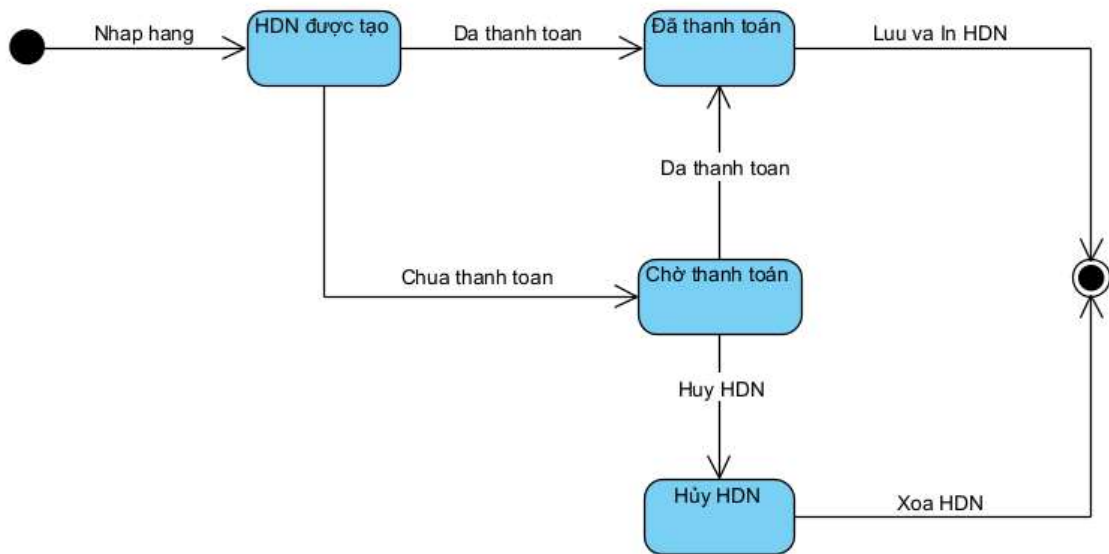 Nhap hang
HDN được tạo
Da thanh toan
Đã thanh toán
Luu va In HDN
Da thanh toan
Chua thanh toan
Chờ thanh toán
Huy HDN
Hủy HDN
Xoa HDN